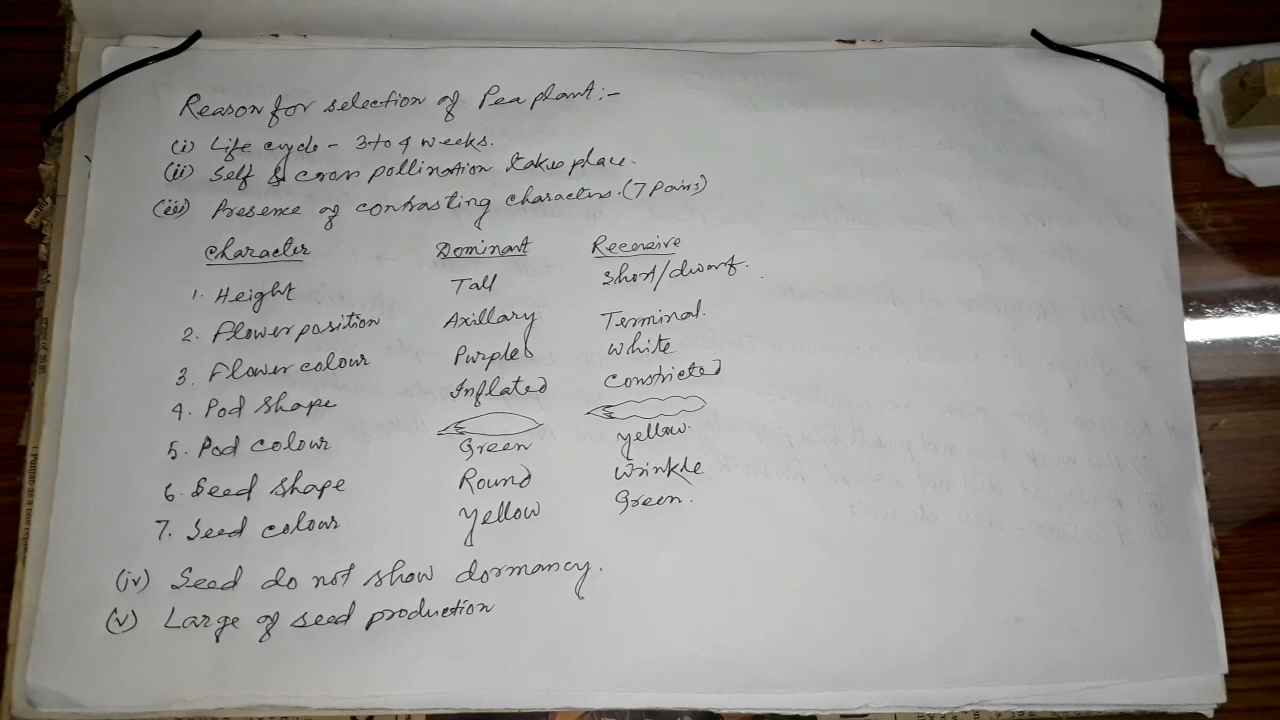 Reason for selection of Pea plant:-
(i) Life cycle - 3 to 4 weeks.
(ii) Self & cross pollination takes place.
(iii) Presence of contrasting characters. (7 pairs)
Character Dominant Recessive
1. Height Tall Short/dwarf.
2. Flower position Axillary Terminal.
3. Flower colour Purple White
4. Pod shape Inflated Constricted
5. Pod colour Green yellow.
6. Seed shape Round Wrinkle
7. Seed colour Yellow Green.
(iv) Seed do not show dormancy.
(v) Large of seed production